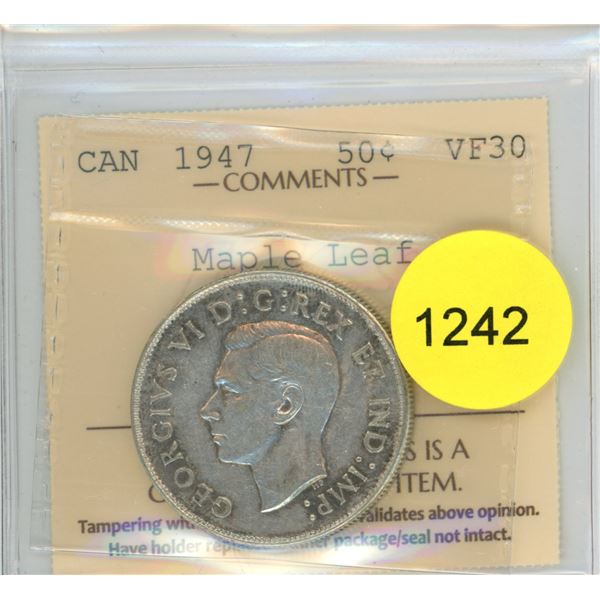 CAN 1947 50¢ VF30
—COMMENTS—
Maple Leaf
1242
GEORGIVS VI D:G:REX ET IND:IMP:
IS A
ITEM.
Tampering validates above opinion.
Have holder package/seal not intact.